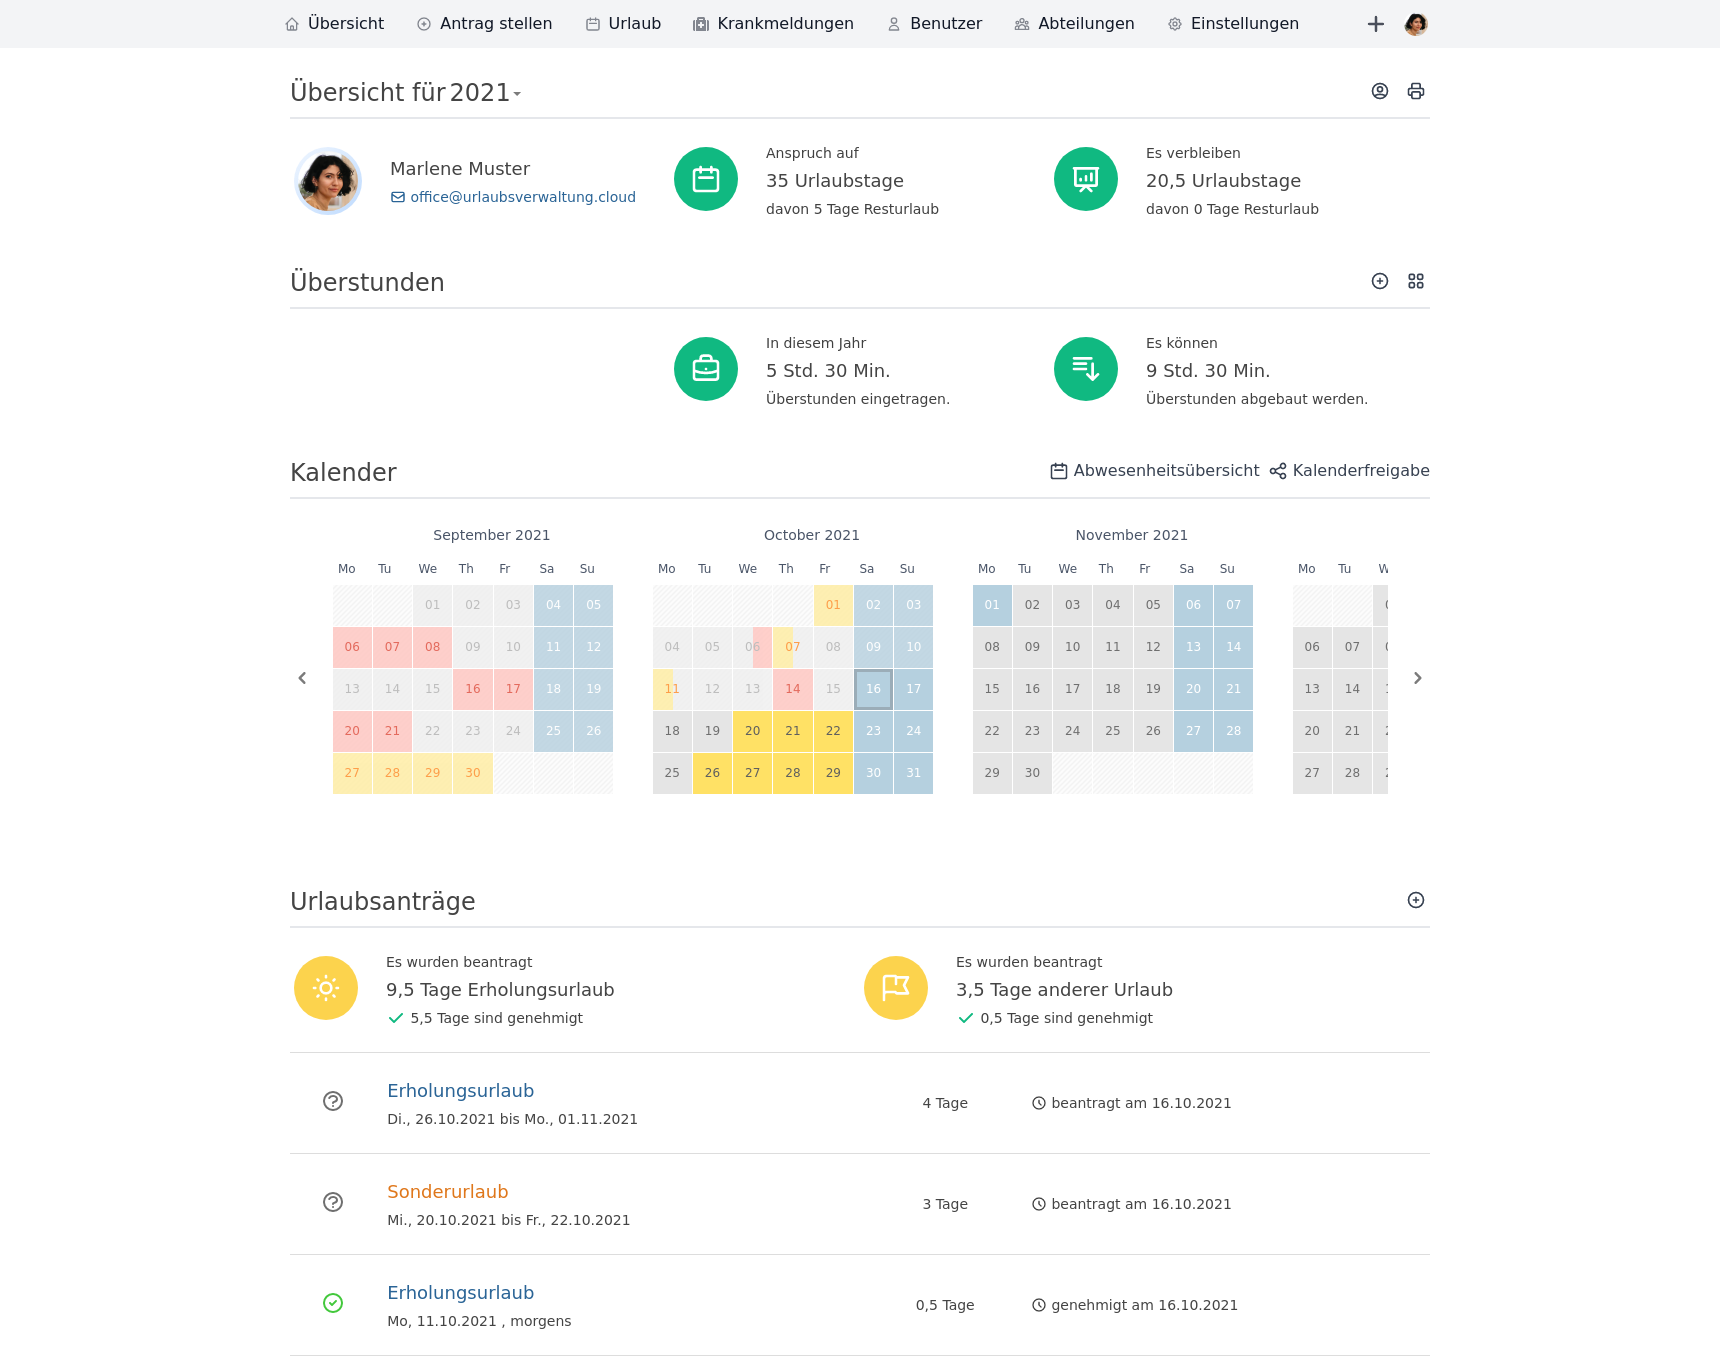 Übersicht Antrag stellen Urlaub Krankmeldungen Benutzer Abteilungen Einstellungen
Übersicht für 2021
Marlene Muster
office@urlaubsverwaltung.cloud
Anspruch auf
35 Urlaubstage
davon 5 Tage Resturlaub
Es verbleiben
20,5 Urlaubstage
davon 0 Tage Resturlaub
Überstunden
In diesem Jahr
5 Std. 30 Min.
Überstunden eingetragen.
Es können
9 Std. 30 Min.
Überstunden abgebaut werden.
Kalender
Abwesenheitsübersicht Kalenderfreigabe
September 2021
Mo Tu We Th Fr Sa Su
01 02 03 04 05
06 07 08 09 10 11 12
13 14 15 16 17 18 19
20 21 22 23 24 25 26
27 28 29 30
October 2021
Mo Tu We Th Fr Sa Su
01 02 03
04 05 06 07 08 09 10
11 12 13 14 15 16 17
18 19 20 21 22 23 24
25 26 27 28 29 30 31
November 2021
Mo Tu We Th Fr Sa Su
01 02 03 04 05 06 07
08 09 10 11 12 13 14
15 16 17 18 19 20 21
22 23 24 25 26 27 28
29 30
Mo Tu
06 07
13 14
20 21
27 28
Urlaubsanträge
Es wurden beantragt
9,5 Tage Erholungsurlaub
5,5 Tage sind genehmigt
Es wurden beantragt
3,5 Tage anderer Urlaub
0,5 Tage sind genehmigt
Erholungsurlaub
Di., 26.10.2021 bis Mo., 01.11.2021
4 Tage
beantragt am 16.10.2021
Sonderurlaub
Mi., 20.10.2021 bis Fr., 22.10.2021
3 Tage
beantragt am 16.10.2021
Erholungsurlaub
Mo, 11.10.2021 , morgens
0,5 Tage
genehmigt am 16.10.2021